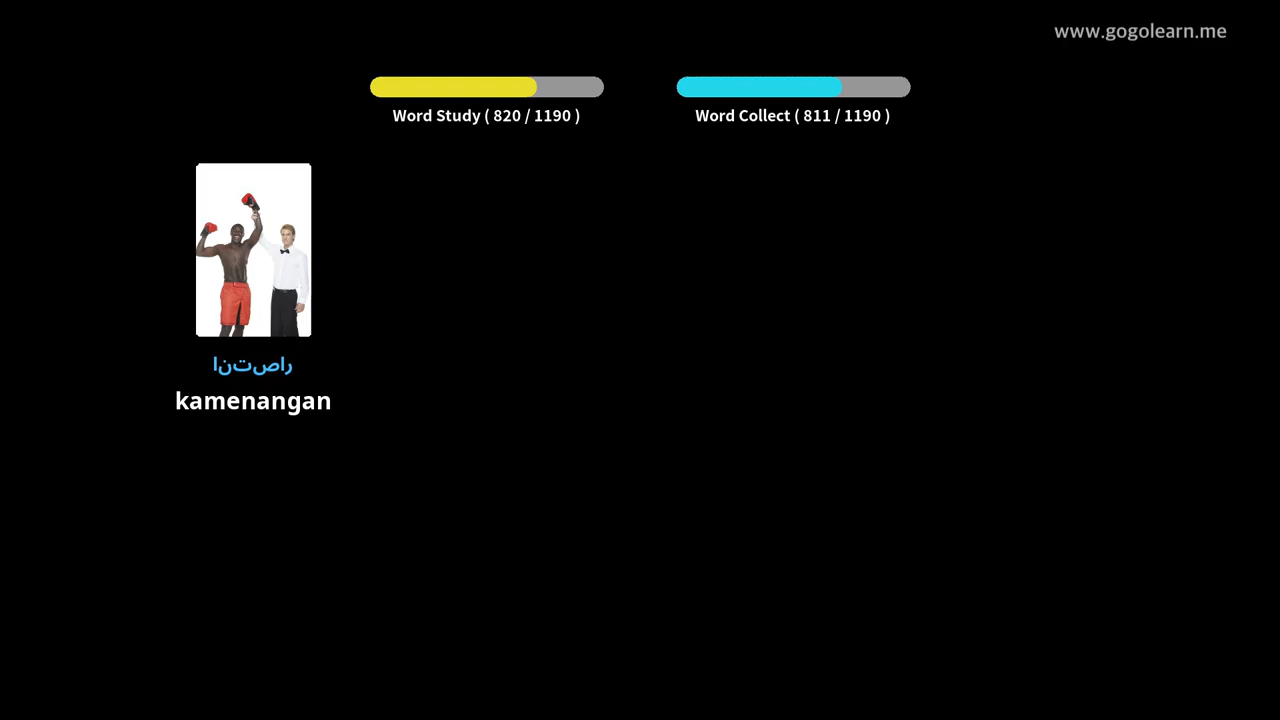 www.gogolearn.me
Word Study ( 820 / 1190 )
Word Collect ( 811 / 1190 )
انتصار
kamenangan